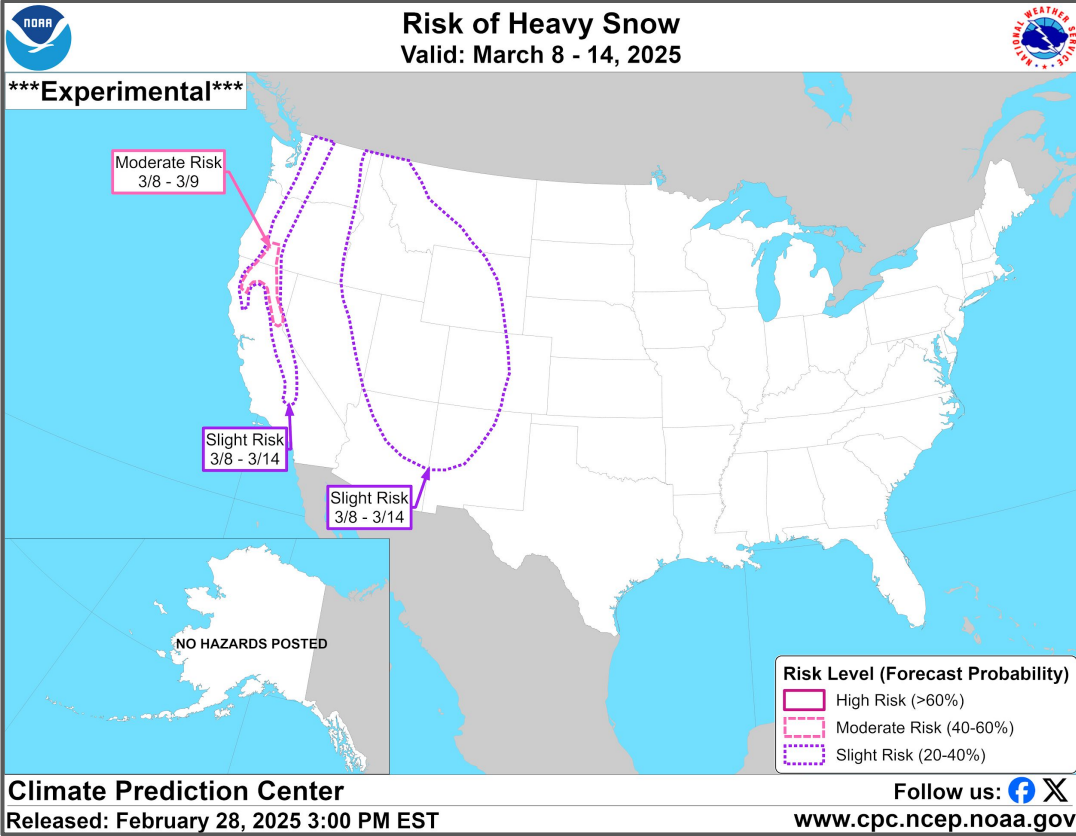 NOAA
Risk of Heavy Snow
Valid: March 8 - 14, 2025
NATIONAL WEATHER SERVICE
***Experimental***
Moderate Risk
3/8 - 3/9
Slight Risk
3/8 - 3/14
Slight Risk
3/8 - 3/14
NO HAZARDS POSTED
Risk Level (Forecast Probability)
High Risk (>60%)
Moderate Risk (40-60%)
Slight Risk (20-40%)
Climate Prediction Center
Follow us:
Released: February 28, 2025 3:00 PM EST
www.cpc.ncep.noaa.gov